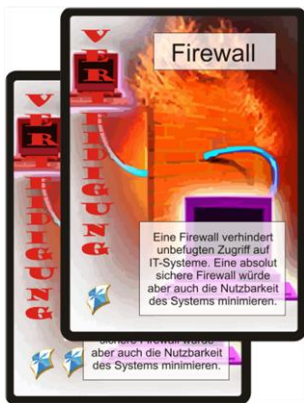 VERTEIDIGUNG
Firewall
Eine Firewall verhindert
unbefugten Zugriff auf
IT-Systeme. Eine absolut
sichere Firewall würde
aber auch die Nutzbarkeit
des Systems minimieren.
VERTEIDIGUNG
sichere Firewall würde
aber auch die Nutzbarkeit
des Systems minimieren.